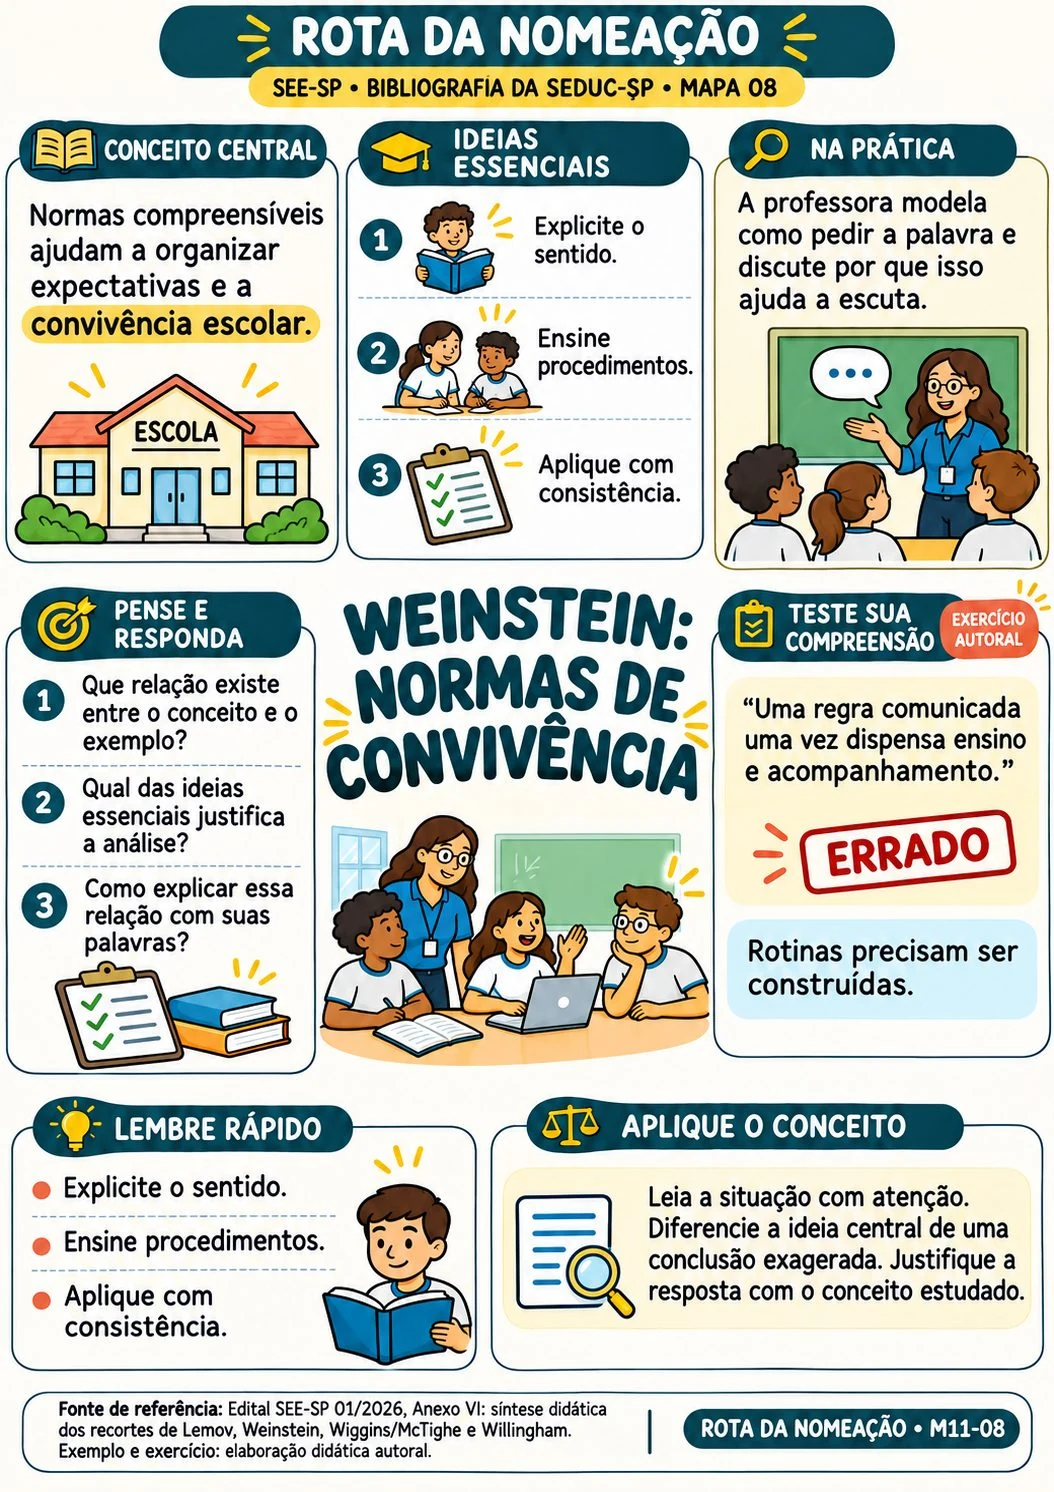 ROTA DA NOMEAÇÃO
SEE-SP • BIBLIOGRAFIA DA SEDUC-SP • MAPA 08
CONCEITO CENTRAL
Normas compreensíveis
ajudam a organizar
expectativas e a
convivência escolar.
ESCOLA
IDEIAS
ESSENCIAIS
1
Explicite o
sentido.
2
Ensine
procedimentos.
3
Aplique com
consistência.
NA PRÁTICA
A professora modela
como pedir a palavra e
discute por que isso
ajuda a escuta.
PENSE E
RESPONDA
1
Que relação existe
entre o conceito e o
exemplo?
2
Qual das ideias
essenciais justifica
a análise?
3
Como explicar essa
relação com suas
palavras?
WEINSTEIN:
NORMAS DE
CONVIVÊNCIA
TESTE SUA
COMPREENSÃO
EXERCÍCIO
AUTORAL
“Uma regra comunicada
uma vez dispensa ensino
e acompanhamento.”
ERRADO
Rotinas precisam ser
construídas.
LEMBRE RÁPIDO
Explicite o sentido.
Ensine procedimentos.
Aplique com
consistência.
APLIQUE O CONCEITO
Leia a situação com atenção.
Diferencie a ideia central de uma
conclusão exagerada. Justifique a
resposta com o conceito estudado.
Fonte de referência: Edital SEE-SP 01/2026, Anexo VI: síntese didática
dos recortes de Lemov, Weinstein, Wiggins/McTighe e Willingham.
Exemplo e exercício: elaboração didática autoral.
ROTA DA NOMEAÇÃO • M11-08